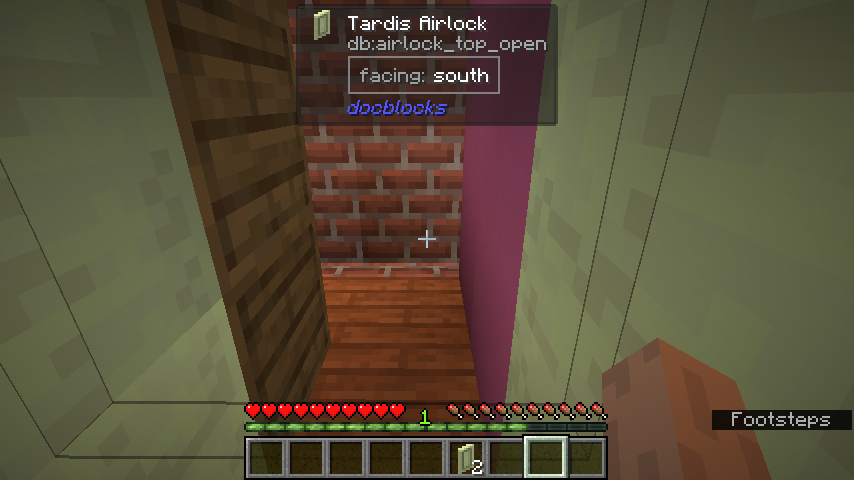 Tardis Airlock
db:airlock_top_open
facing: south
docblocks
1
Footsteps
2